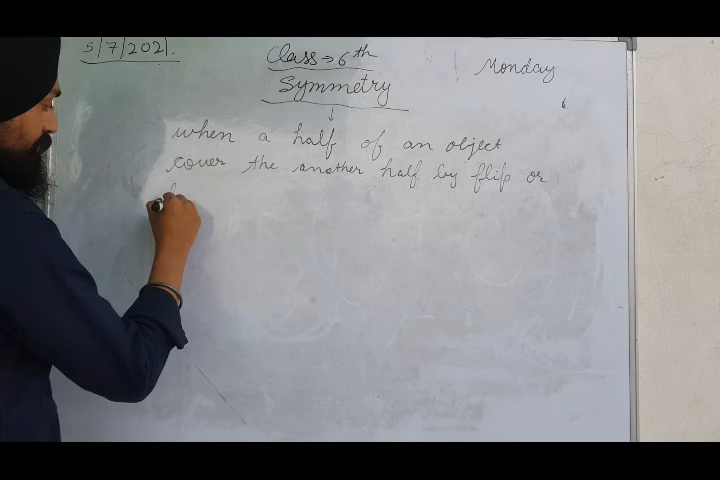 5/7/2021.
Class → 6th
Monday
Symmetry
when a half of an object
cover the another half by flip or